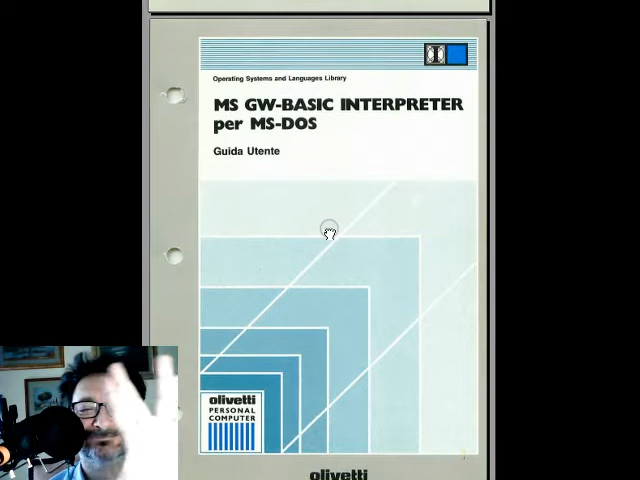 Operating Systems and Languages Library
MS GW-BASIC INTERPRETER
per MS-DOS
Guida Utente
olivetti
PERSONAL
COMPUTER
olivetti